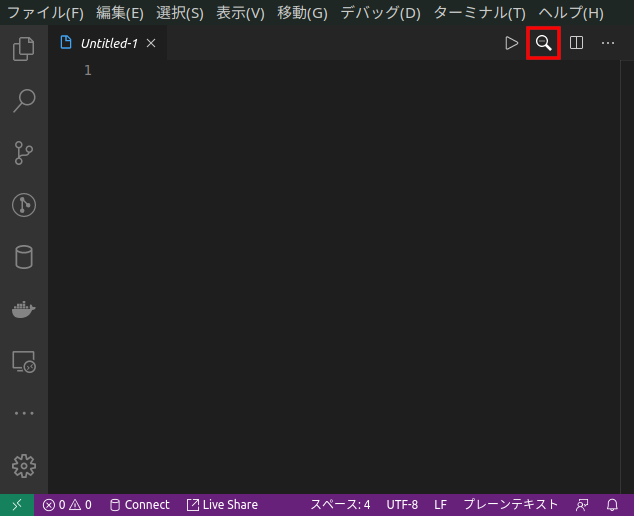 ファイル(F) 編集(E) 選択(S) 表示(V) 移動(G) デバッグ(D) ターミナル(T) ヘルプ(H)
Untitled-1
1
0 0 Connect Live Share スペース: 4 UTF-8 LF プレーンテキスト